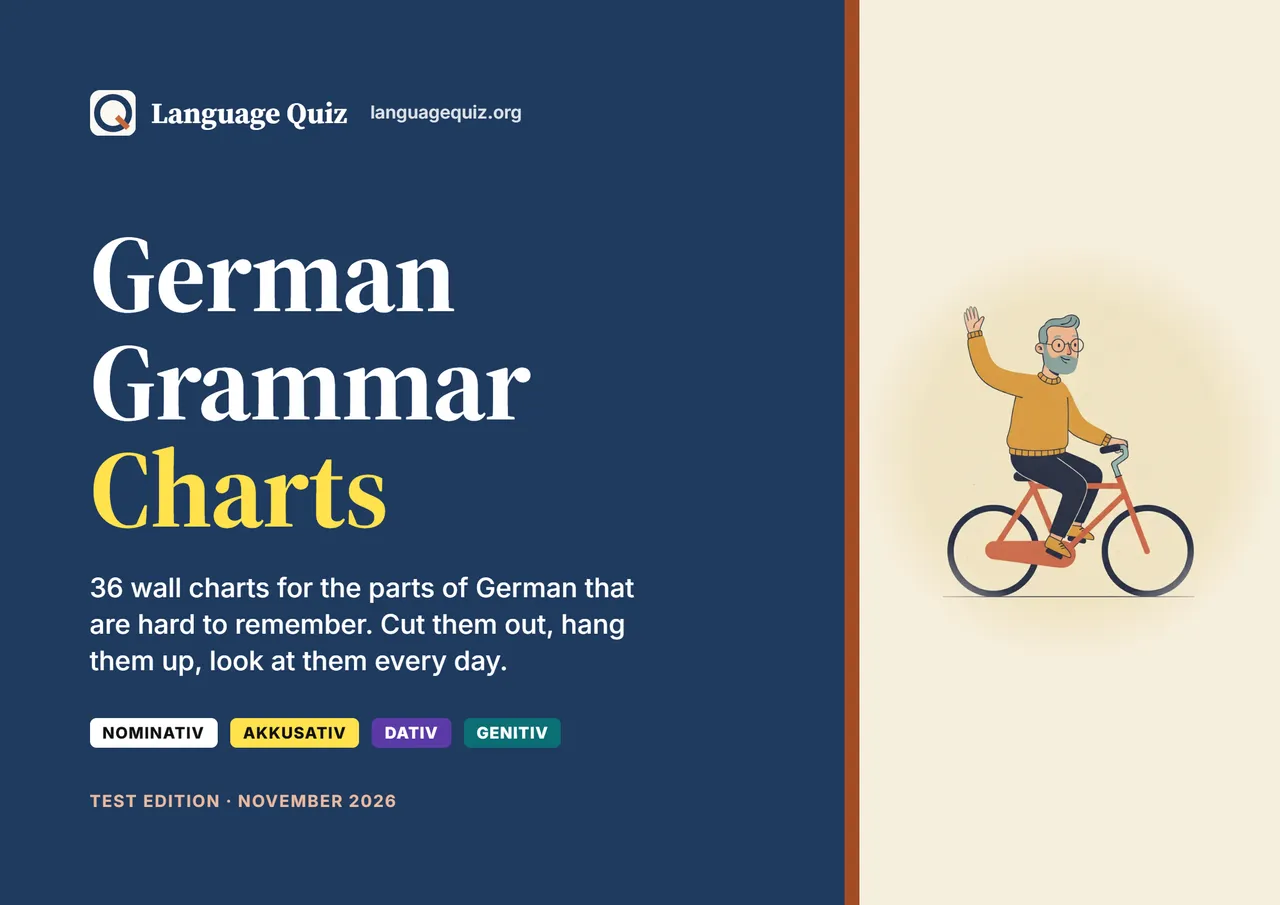 Language Quiz languagequiz.org
German
Grammar
Charts
36 wall charts for the parts of German that
are hard to remember. Cut them out, hang
them up, look at them every day.
NOMINATIV AKKUSATIV DATIV GENITIV
TEST EDITION · NOVEMBER 2026